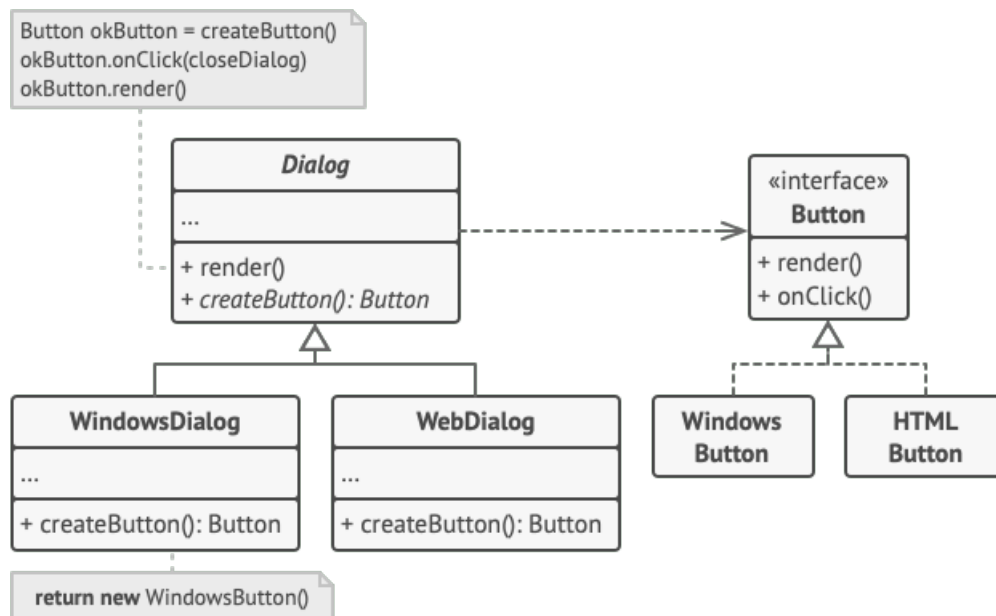 Button okButton = createButton()
okButton.onClick(closeDialog)
okButton.render()
Dialog
...
+ render()
+ createButton(): Button
«interface»
Button
+ render()
+ onClick()
WindowsDialog
...
+ createButton(): Button
WebDialog
...
+ createButton(): Button
Windows
Button
HTML
Button
return new WindowsButton()